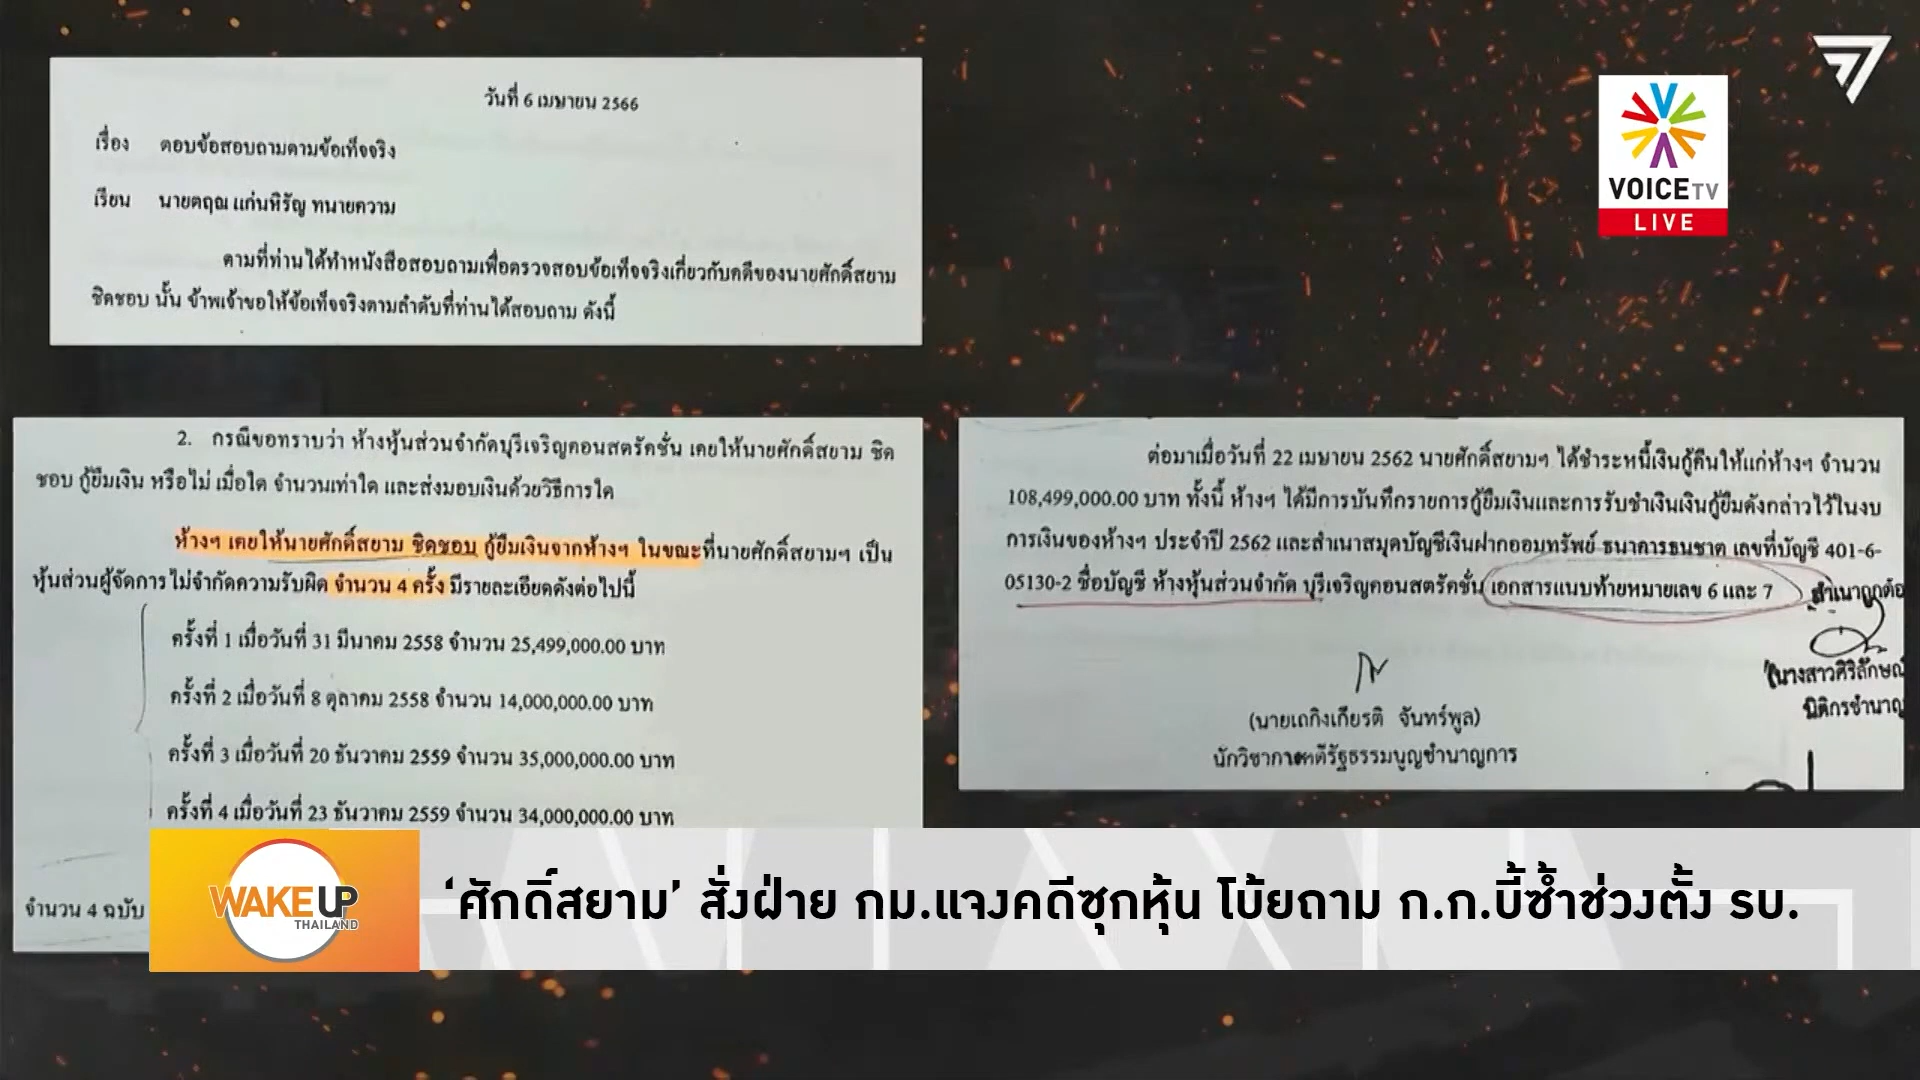 วันที่ 6 เมษายน 2566
เรื่อง ตอบข้อสอบถามตามข้อเท็จจริง
เรียน นายตฤณ แก่นหิรัญ ทนายความ
ตามที่ท่านได้ทำหนังสือสอบถามเพื่อตรวจสอบข้อเท็จจริงเกี่ยวกับคดีของนายศักดิ์สยาม
ชิดชอบ นั้น ข้าพเจ้าขอให้ข้อเท็จจริงตามลำดับที่ท่านได้สอบถาม ดังนี้
VOICE TV
LIVE
2. กรณีขอทราบว่า ห้างหุ้นส่วนจำกัดบุรีเจริญคอนสตรัคชั่น เคยให้นายศักดิ์สยาม ชิด
ชอบ กู้ยืมเงิน หรือไม่ เมื่อใด จำนวนเท่าใด และส่งมอบเงินด้วยวิธีการใด
ห้างฯ เคยให้นายศักดิ์สยาม ชิดชอบ กู้ยืมเงินจากห้างฯ ในขณะที่นายศักดิ์สยามฯ เป็น
หุ้นส่วนผู้จัดการ ไม่จำกัดความรับผิด จำนวน 4 ครั้ง มีรายละเอียดดังต่อไปนี้
ครั้งที่ 1 เมื่อวันที่ 31 มีนาคม 2558 จำนวน 25,499,000.00 บาท
ครั้งที่ 2 เมื่อวันที่ 8 ตุลาคม 2558 จำนวน 14,000,000.00 บาท
ครั้งที่ 3 เมื่อวันที่ 20 ธันวาคม 2559 จำนวน 35,000,000.00 บาท
ครั้งที่ 4 เมื่อวันที่ 23 ธันวาคม 2559 จำนวน 34,000,000.00 บาท
จำนวน 4 ฉบับ
ต่อมาเมื่อวันที่ 22 เมษายน 2562 นายศักดิ์สยามฯ ได้ชำระหนี้เงินกู้คืนให้แก่ห้างฯ จำนวน
108,499,000.00 บาท ทั้งนี้ ห้างฯ ได้มีการบันทึกรายการกู้ยืมเงินและการรับชำเงินเงินกู้ยืมดังกล่าวไว้ในงบ
การเงินของห้างฯ ประจำปี 2562 และสำเนาสมุดบัญชีเงินฝากออมทรัพย์ ธนาคารธนชาต เลขที่บัญชี 401-6-
05130-2 ชื่อบัญชี ห้างหุ้นส่วนจำกัด บุรีเจริญคอนสตรัคชั่น เอกสารแนบท้ายหมายเลข 6 และ 7
สำเนาถูกต้อ
(นายเถกิงเกียรติ จันทร์พูล)
นักวิชาการคดีรัฐธรรมนูญชำนาญการ
นางสาวศิริลักษณ์
นิติกรชำนาญ
WAKE UP
THAILAND
‘ศักดิ์สยาม’ สั่งฝ่าย กม.แจงคดีซุกหุ้น โบ้ยถาม ก.ก.บี้ซ้ำช่วงตั้ง รบ.